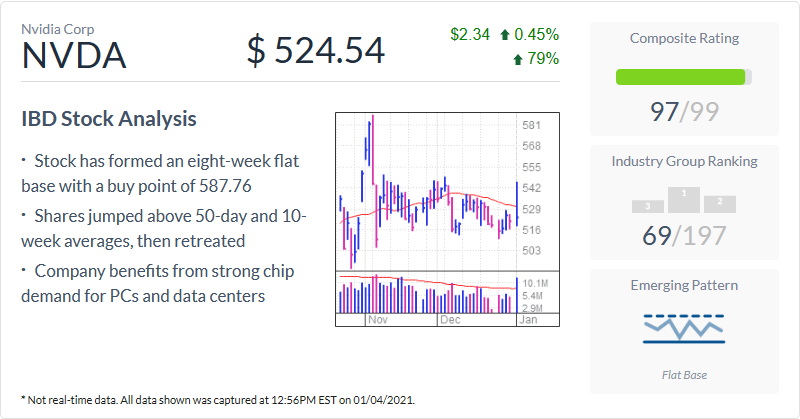 Nvidia Corp
NVDA
$ 524.54
$2.34 0.45%
79%
IBD Stock Analysis
· Stock has formed an eight-week flat
base with a buy point of 587.76
· Shares jumped above 50-day and 10-
week averages, then retreated
· Company benefits from strong chip
demand for PCs and data centers
581
568
555
542
529
516
503
10.1M
5.4M
2.9M
Nov Dec Jan
Composite Rating
97/99
Industry Group Ranking
3 1 2
69/197
Emerging Pattern
Flat Base
* Not real-time data. All data shown was captured at 12:56PM EST on 01/04/2021.